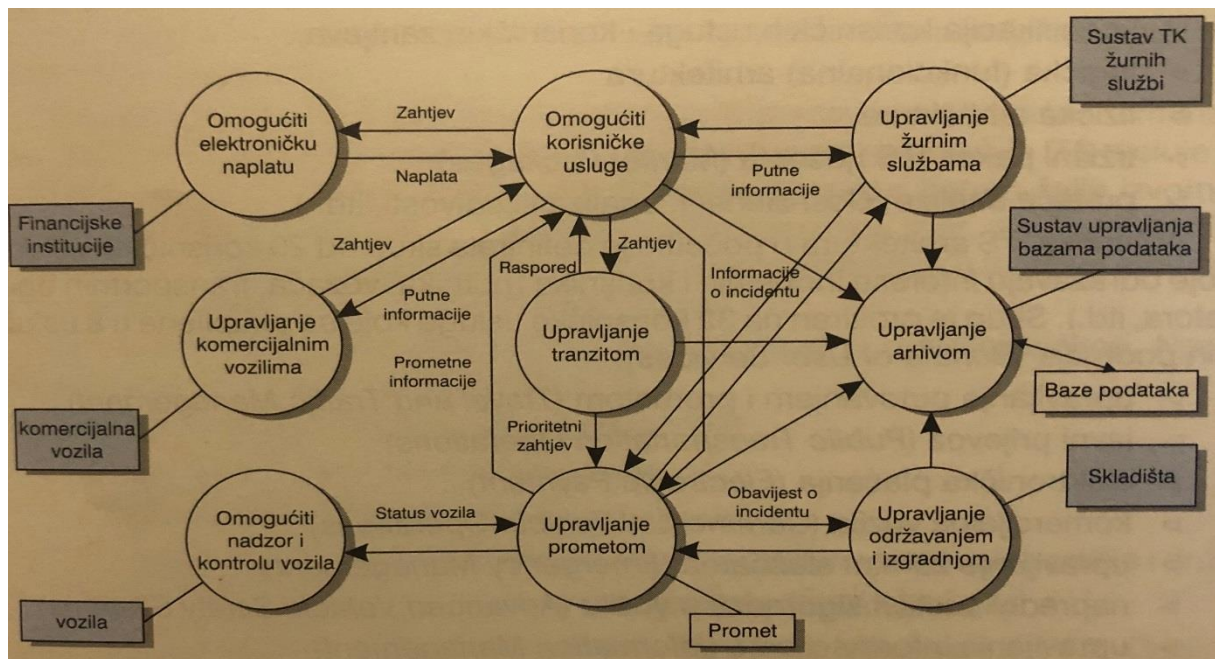 Sustav TK
žurnih
službi
Omogućiti
elektroničku
naplatu
Zahtjev
Naplata
Omogućiti
korisničke
usluge
Putne
informacije
Upravljanje
žurnim
službama
Financijske
institucije
Zahtjev
Raspored
Zahtjev
Informacije
o incidentu
Sustav upravljanja
bazama podataka
Upravljanje
komercijalnim
vozilima
Putne
informacije
Prometne
informacije
Upravljanje
tranzitom
Upravljanje
arhivom
Baze podataka
komercijalna
vozila
Prioritetni
zahtjev
Skladišta
Omogućiti
nadzor i
kontrolu vozila
Status vozila
Upravljanje
prometom
Obavijest o
incidentu
Upravljanje
održavanjem
i izgradnjom
vozila
Promet